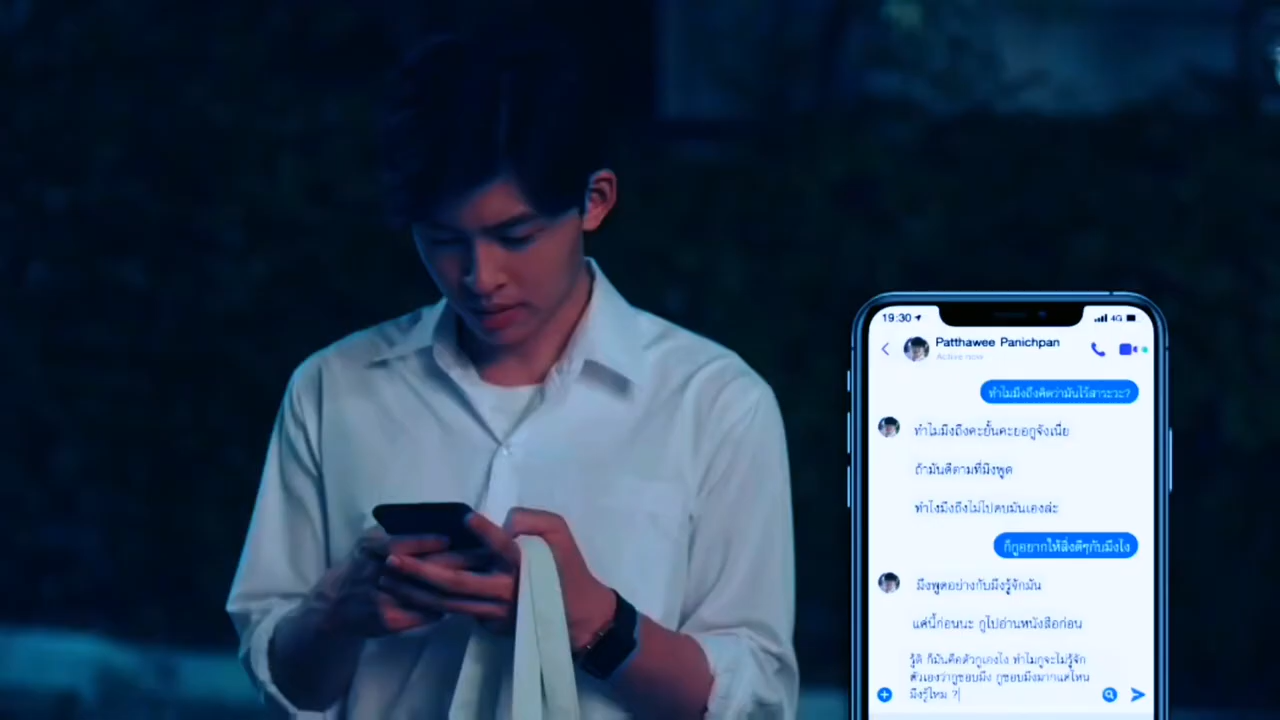 19:30
4G
Patthawee Panichpan
Active now
ทำไมมึงถึงคิดว่ามันไร้สาระวะ?
ทำไมมึงถึงคะยั้นคะยอกูจังเนี่ย
ถ้ามันดีตามที่มึงพูด
ทำไงมึงถึงไม่ไปคบมันเองล่ะ
ก็กูอยากให้สิ่งดีๆกับมึงไง
มึงพูดอย่างกับมึงรู้จักมัน
แค่นี้ก่อนนะ กูไปอ่านหนังสือก่อน
รู้ดิ ก็มันคือตัวกูเองไง ทำไมกูจะไม่รู้จัก
ตัวเองว่ากูชอบมึง กูชอบมึงมากแค่ไหน
มึงรู้ไหม ?